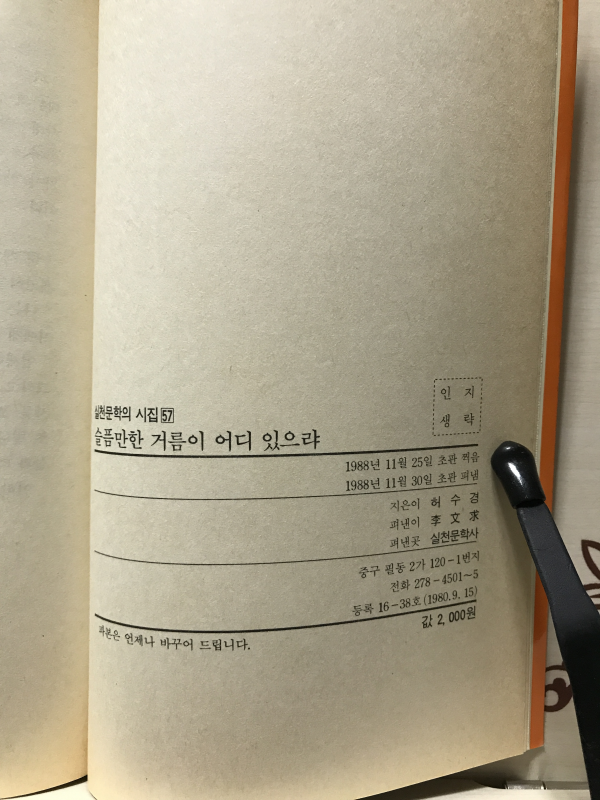 인 지
생 략
실천문학의 시집 57
슬픔만한 거름이 어디 있으랴
1988년 11월 25일 초판 찍음
1988년 11월 30일 초판 펴냄
지은이 허 수 경
펴낸이 李 文 求
펴낸곳 실천문학사
중구 필동 2가 120-1번지
전화 278-4501~5
등록 16-38호(1980.9.15)
값 2,000원
파본은 언제나 바꾸어 드립니다.